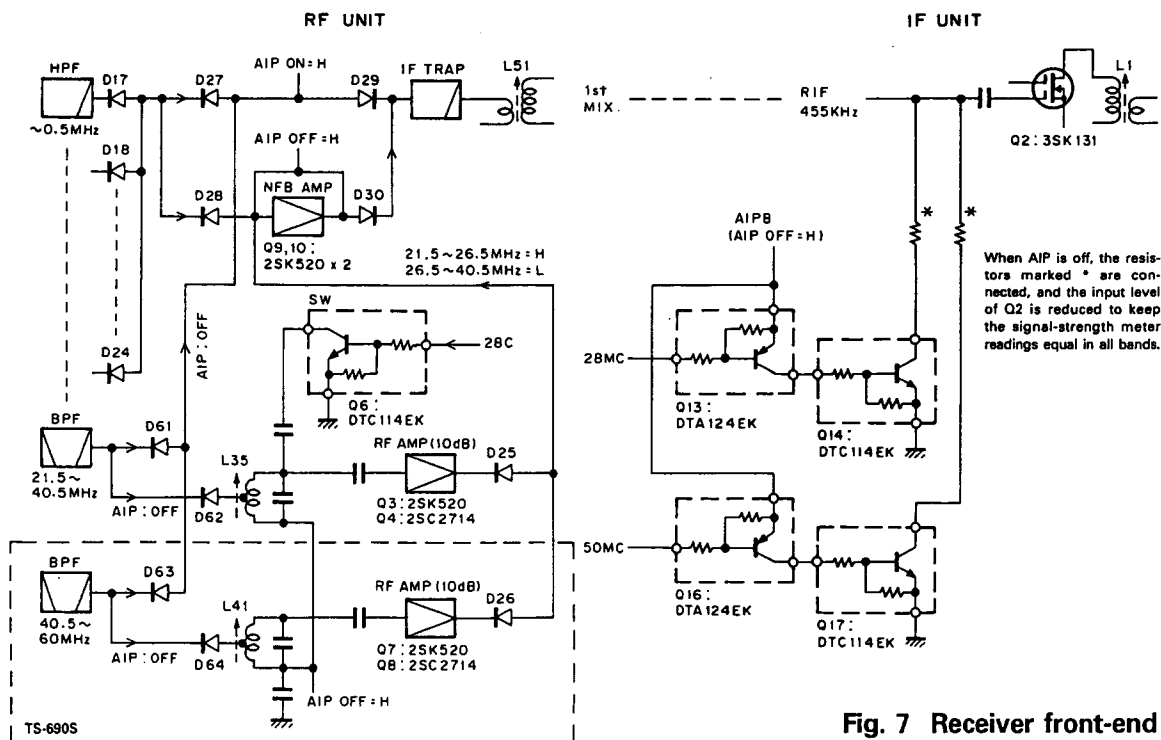 RF UNIT
IF UNIT
HPF
D17
D27
AIP ON=H
D29
IF TRAP
L51
~0.5MHz
1st
MIX.
RIF
455KHz
L1
Q2:3SK131
D18
AIP OFF=H
D28
NFB AMP
D30
Q9,10:
2SK520 x 2
21.5~26.5MHz=H
26.5~40.5MHz=L
AIP:OFF
SW
28C
Q6:
DTC114EK
D24
BPF
21.5~
40.5MHz
D61
L35
AIP:OFF
D62
RF AMP(10dB)
D25
Q3:2SK520
Q4:2SC2714
BPF
40.5~
60MHz
D63
L41
AIP:OFF
D64
RF AMP(10dB)
D26
Q7:2SK520
Q8:2SC2714
AIP OFF=H
TS-690S
AIPB
(AIP OFF=H)
*
*
When AIP is off, the resis-
tors marked * are con-
nected, and the input level
of Q2 is reduced to keep
the signal-strength meter
readings equal in all bands.
28MC
Q13:
DTA124EK
Q14:
DTC114EK
50MC
Q16:
DTA124EK
Q17:
DTC114EK
Fig. 7 Receiver front-end